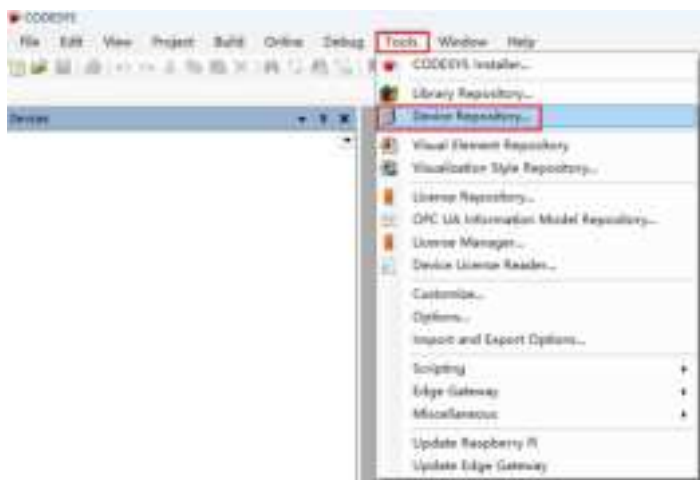 CODESYS
File Edit View Project Build Online Debug Tools Window Help
CODESYS Installer...
Library Repository...
Devices
Device Repository...
Visual Element Repository
Visualization Style Repository...
License Repository...
OPC UA Information Model Repository...
License Manager...
Device License Reader...
Customize...
Options...
Import and Export Options...
Scripting
Edge Gateway
Miscellaneous
Update Raspberry Pi
Update Edge Gateway